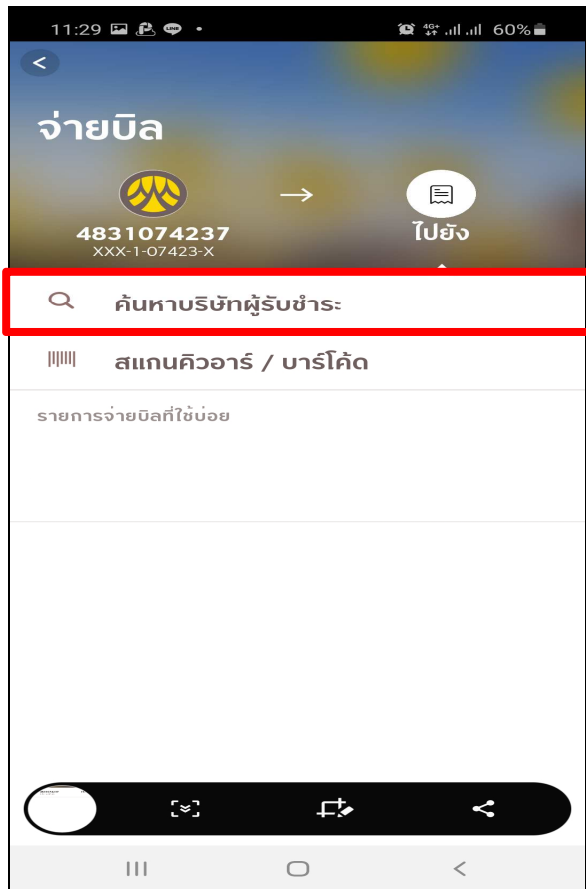 11:29 LINE 4G+ 60%
<
จ่ายบิล
4831074237
XXX-1-07423-X
ไปยัง
ค้นหาบริษัทผู้รับชำระ
สแกนคิวอาร์ / บาร์โค้ด
รายการจ่ายบิลที่ใช้บ่อย